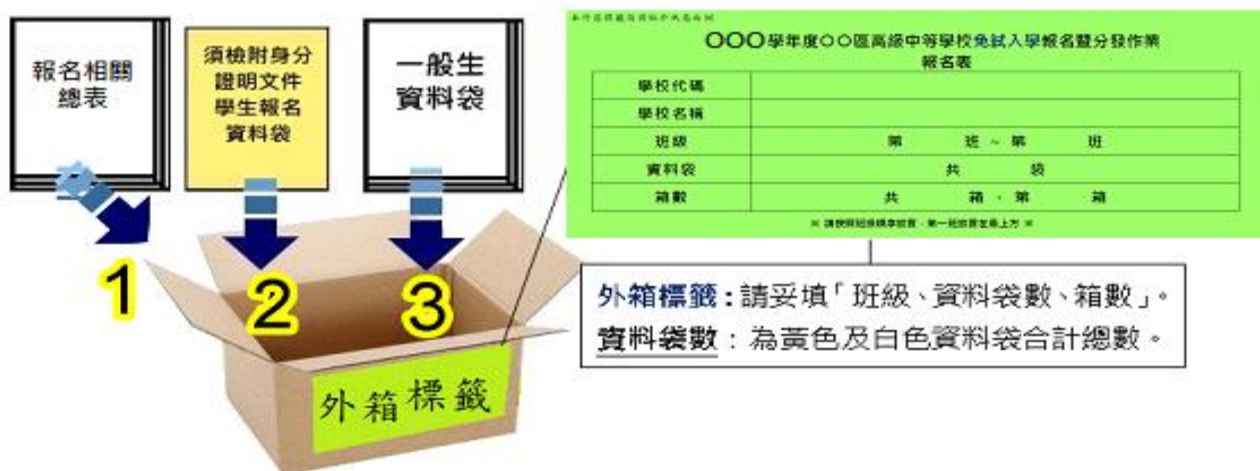 報名相關
總表
須檢附身分
證明文件
學生報名
資料袋
一般生
資料袋
1
2
3
外箱標籤
〇〇〇學年度〇〇區高級中等學校免試入學報名暨分發作業
報名表
學校代碼
學校名稱
班級 第 班 ~ 第 班
資料袋 共 袋
箱數 共 箱，第 箱
外箱標籤：請妥填「班級、資料袋數、箱數」。
資料袋數：為黃色及白色資料袋合計總數。